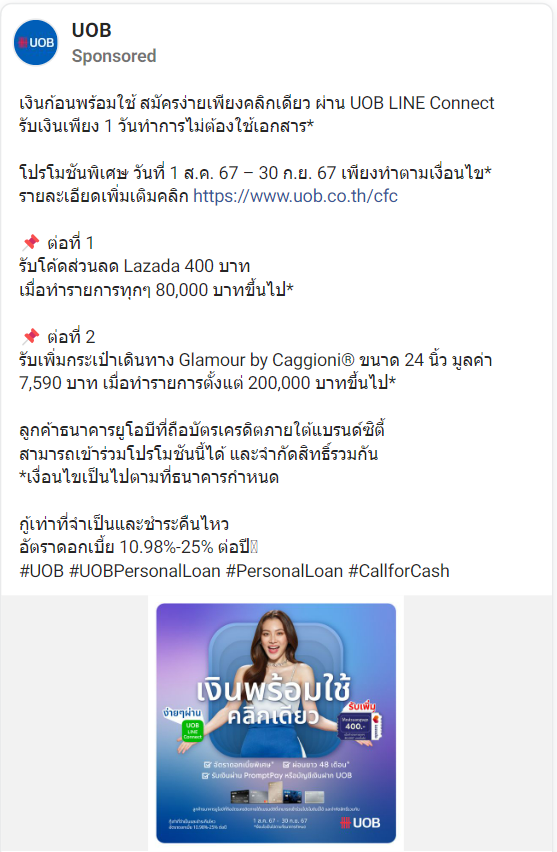 UOB
UOB
Sponsored
เงินก้อนพร้อมใช้ สมัครง่ายเพียงคลิกเดียว ผ่าน UOB LINE Connect
รับเงินเพียง 1 วันทำการไม่ต้องใช้เอกสาร*
โปรโมชันพิเศษ วันที่ 1 ส.ค. 67 – 30 ก.ย. 67 เพียงทำตามเงื่อนไข*
รายละเอียดเพิ่มเติมคลิก https://www.uob.co.th/cfc
📌 ต่อที่ 1
รับโค้ดส่วนลด Lazada 400 บาท
เมื่อทำรายการทุกๆ 80,000 บาทขึ้นไป*
📌 ต่อที่ 2
รับเพิ่มกระเป๋าเดินทาง Glamour by Caggioni® ขนาด 24 นิ้ว มูลค่า
7,590 บาท เมื่อทำรายการตั้งแต่ 200,000 บาทขึ้นไป*
ลูกค้าธนาคารยูโอบีที่ถือบัตรเครดิตภายใต้แบรนด์ซิตี้
สามารถเข้าร่วมโปรโมชันนี้ได้ และจำกัดสิทธิ์รวมกัน
*เงื่อนไขเป็นไปตามที่ธนาคารกำหนด
กู้เท่าที่จำเป็นและชำระคืนไหว
อัตราดอกเบี้ย 10.98%-25% ต่อปี
#UOB #UOBPersonalLoan #PersonalLoan #CallforCash
เงินพร้อมใช้
คลิกเดียว
ง่ายๆผ่าน
UOB
LINE
Connect
รับเพิ่ม
400.-
อัตราดอกเบี้ยพิเศษ* ผ่อนยาว 48 เดือน*
รับเงินผ่าน PromptPay หรือบัญชีเงินฝาก UOB
1 ส.ค. 67 - 30 ก.ย. 67
กู้เท่าที่จำเป็นและชำระคืนไหว
อัตราดอกเบี้ย 10.98%-25% ต่อปี
UOB